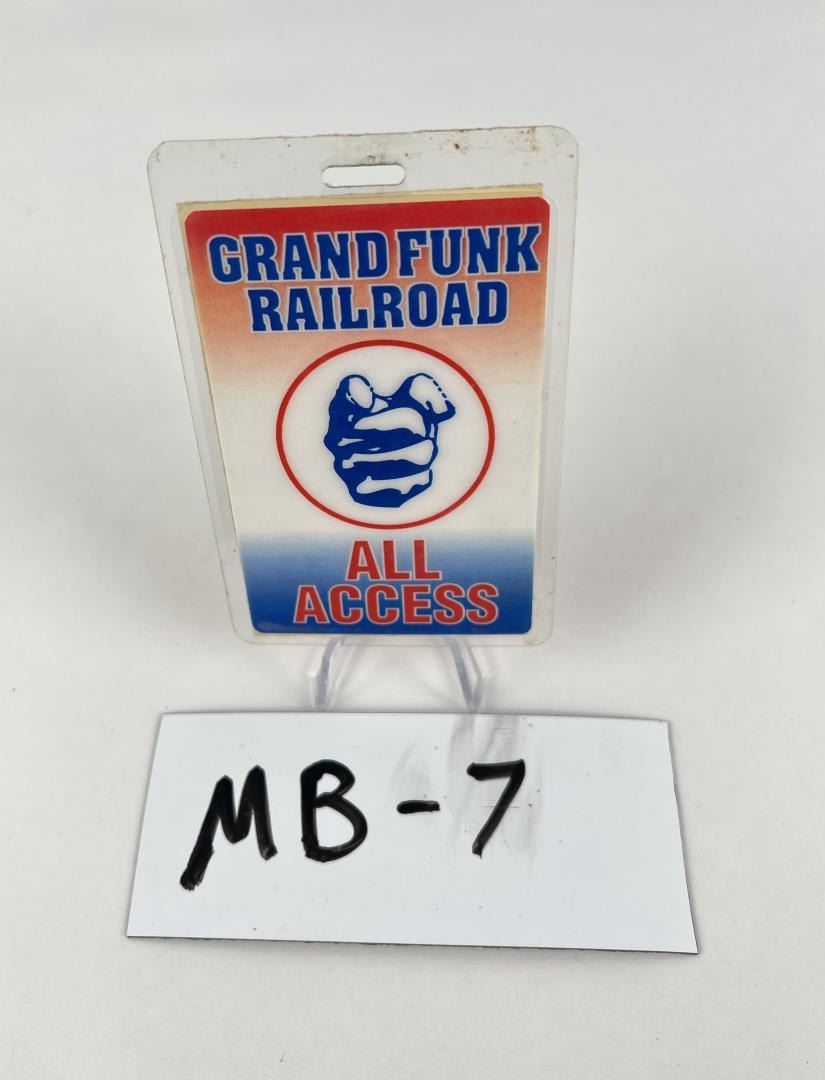 GRAND FUNK
RAILROAD
ALL
ACCESS
MB-7